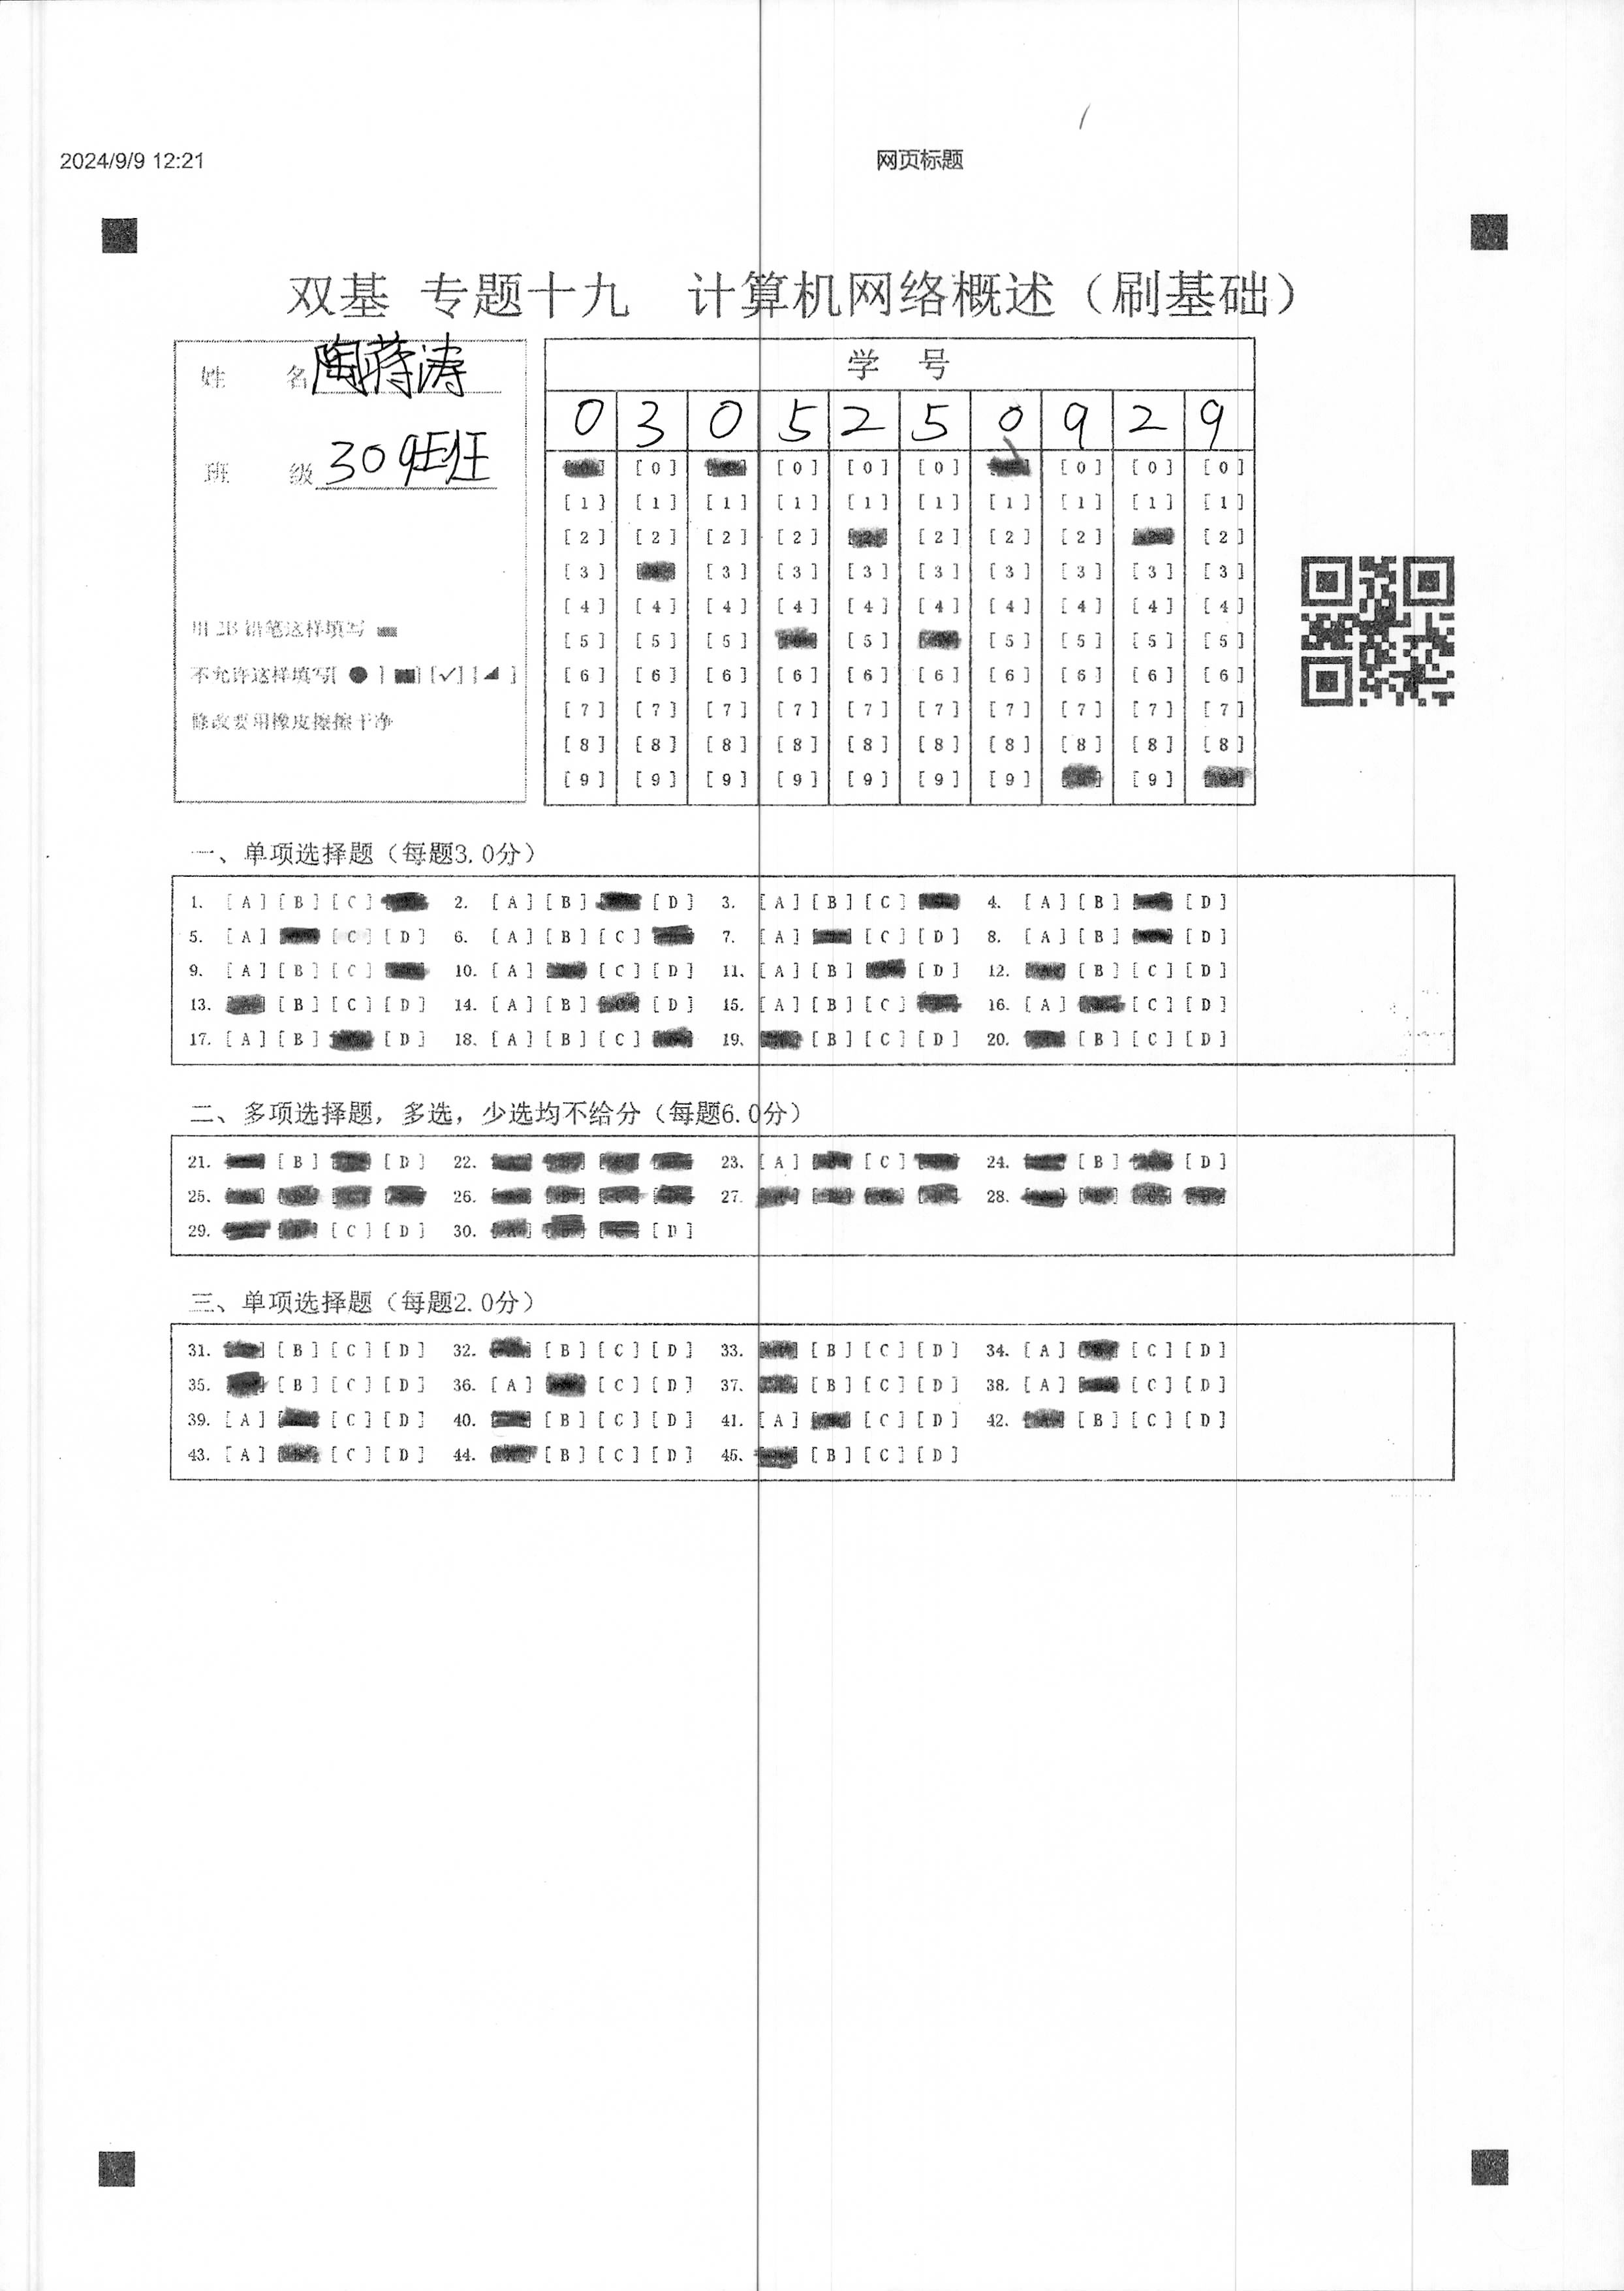 2024/9/9 12:21 网页标题
双基 专题十九 计算机网络概述（刷基础）
姓 名 陶蒋涛
班 级 309班
用 2B 铅笔这样填写
不允许这样填写[ ● ] [■] [✓] [◢ ]
修改要用橡皮擦擦干净
学 号
0 3 0 5 2 5 0 9 2 9
[0] [0] [0] [0] [0] [0]
[1] [1] [1] [1] [1] [1] [1] [1] [1] [1]
[2] [2] [2] [2] [2] [2] [2] [2] [2] [2]
[3] [3] [3] [3] [3] [3] [3] [3] [3]
[4] [4] [4] [4] [4] [4] [4] [4] [4] [4]
[5] [5] [5] [5] [5] [5] [5] [5]
[6] [6] [6] [6] [6] [6] [6] [6] [6] [6]
[7] [7] [7] [7] [7] [7] [7] [7] [7] [7]
[8] [8] [8] [8] [8] [8] [8] [8] [8] [8]
[9] [9] [9] [9] [9] [9] [9] [9]
一、单项选择题（每题3.0分）
1. [A] [B] [C] 2. [A] [B] [D] 3. [A] [B] [C] 4. [A] [B] [D]
5. [A] [C] [D] 6. [A] [B] [C] 7. [A] [C] [D] 8. [A] [B] [D]
9. [A] [B] [C] 10. [A] [C] [D] 11. [A] [B] [D] 12. [B] [C] [D]
13. [B] [C] [D] 14. [A] [B] [D] 15. [A] [B] [C] 16. [A] [C] [D]
17. [A] [B] [D] 18. [A] [B] [C] 19. [B] [C] [D] 20. [B] [C] [D]
二、多项选择题，多选，少选均不给分（每题6.0分）
21. [B] [D] 22. 23. [A] [C] 24. [B] [D]
25. 26. 27. 28.
29. [C] [D] 30. [D]
三、单项选择题（每题2.0分）
31. [B] [C] [D] 32. [B] [C] [D] 33. [B] [C] [D] 34. [A] [C] [D]
35. [B] [C] [D] 36. [A] [C] [D] 37. [B] [C] [D] 38. [A] [C] [D]
39. [A] [C] [D] 40. [B] [C] [D] 41. [A] [C] [D] 42. [B] [C] [D]
43. [A] [C] [D] 44. [B] [C] [D] 45. [B] [C] [D]